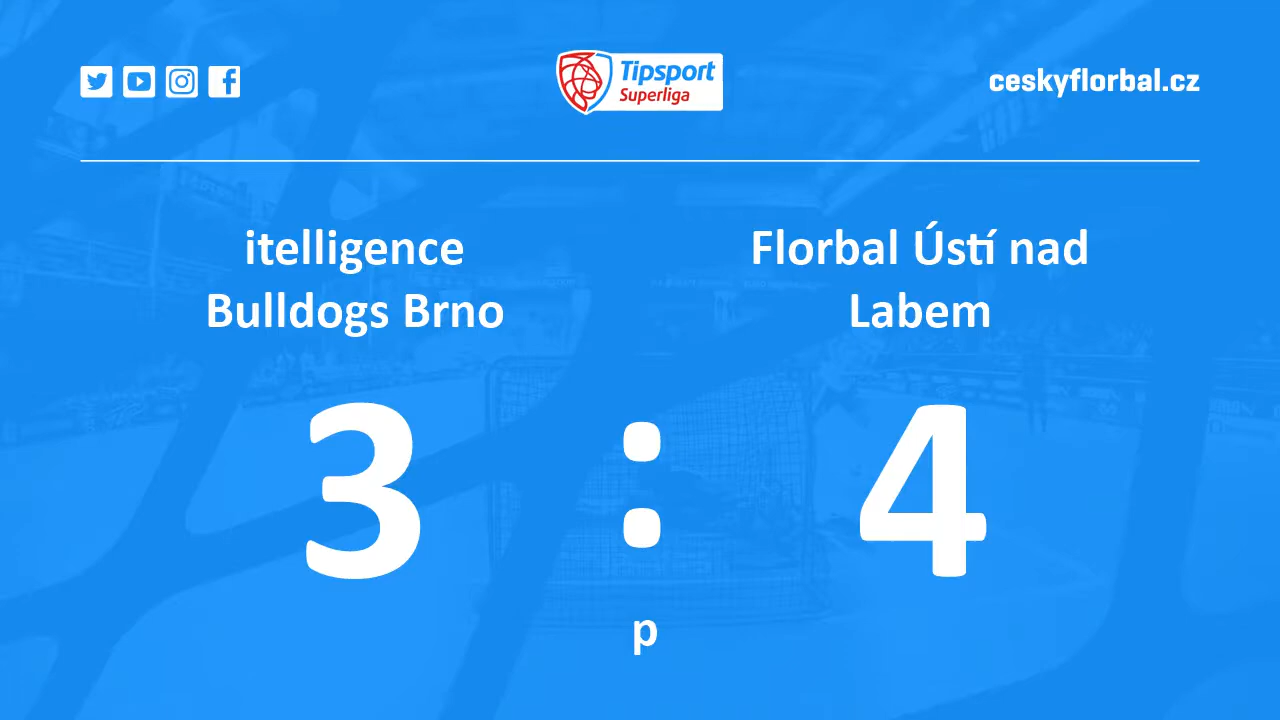 Tipsport
Superliga
ceskyflorbal.cz
itelligence
Bulldogs Brno
Florbal Ústí nad
Labem
3 : 4
p